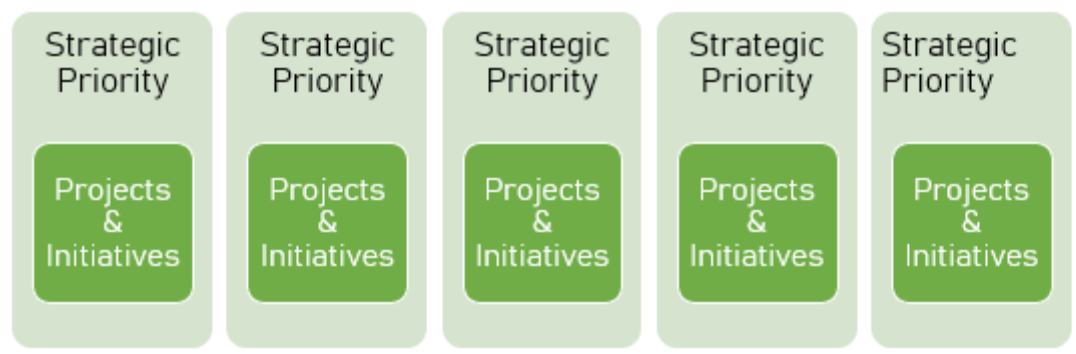 Strategic
Priority
Projects
&
Initiatives
Strategic
Priority
Projects
&
Initiatives
Strategic
Priority
Projects
&
Initiatives
Strategic
Priority
Projects
&
Initiatives
Strategic
Priority
Projects
&
Initiatives